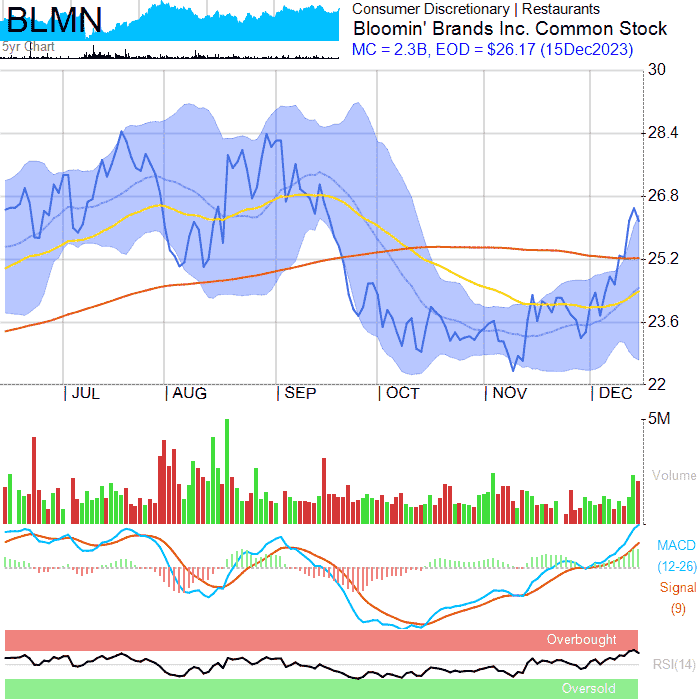 BLMN
5yr Chart
Consumer Discretionary | Restaurants
Bloomin' Brands Inc. Common Stock
MC = 2.3B, EOD = $26.17 (15Dec2023)
30
28.4
26.8
25.2
23.6
22
| JUL | AUG | SEP | OCT | NOV | DEC
5M
Volume
MACD
(12-26)
Signal
(9)
Overbought
RSI(14)
Oversold